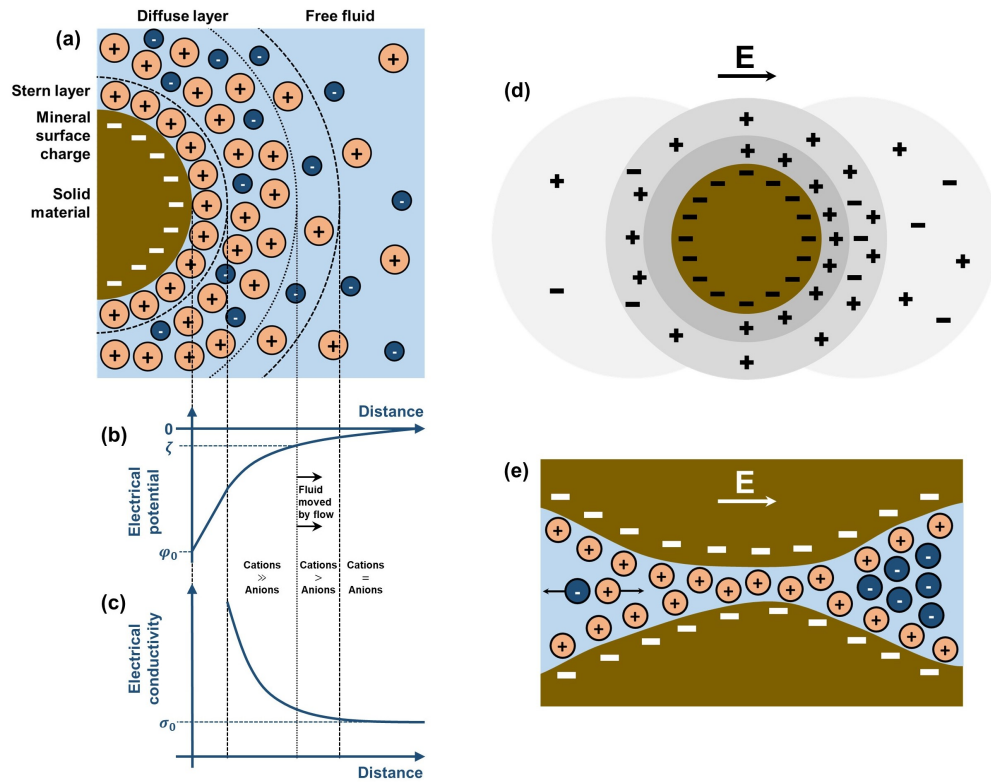 Diffuse layer
Free fluid
(a)
Stern layer
Mineral
surface
charge
Solid
material
(b)
Distance
0
ζ
Electrical
potential
φ₀
Fluid
moved
by flow
Cations
≫
Anions
Cations
>
Anions
Cations
=
Anions
(c)
Electrical
conductivity
σ₀
Distance
(d)
E
(e)
E